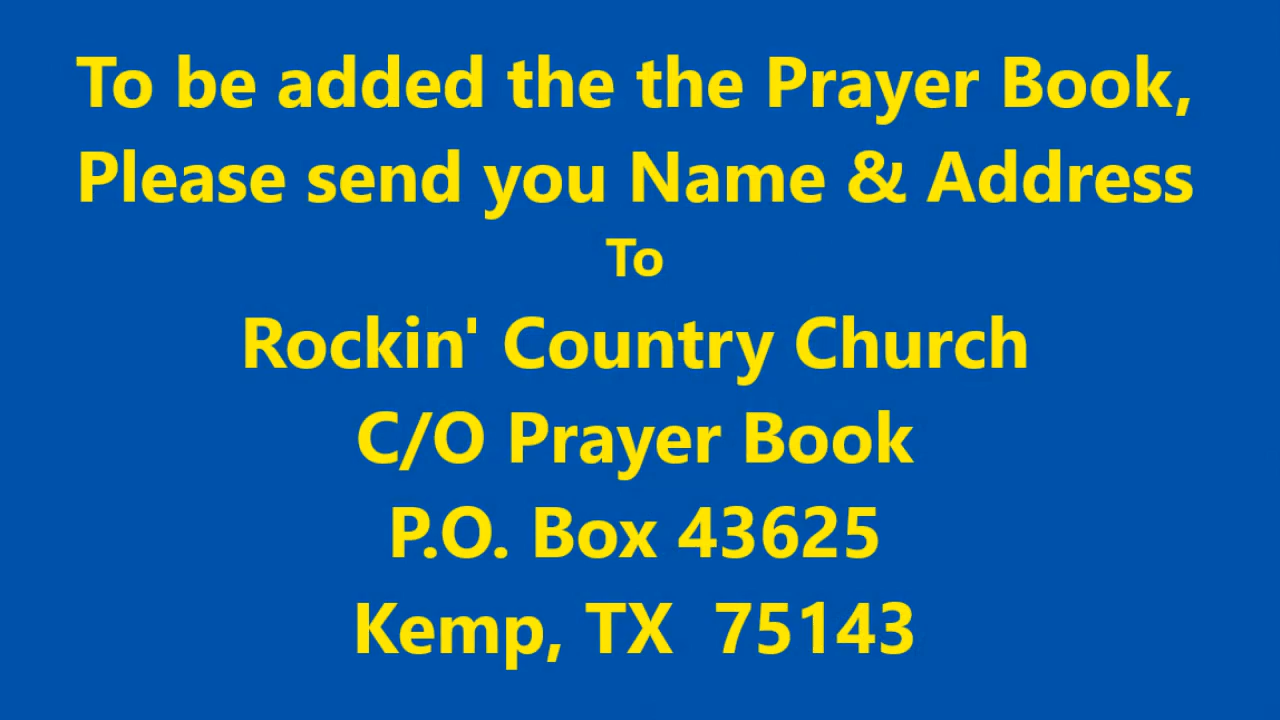 To be added the the Prayer Book,
Please send you Name & Address
To
Rockin' Country Church
C/O Prayer Book
P.O. Box 43625
Kemp, TX  75143